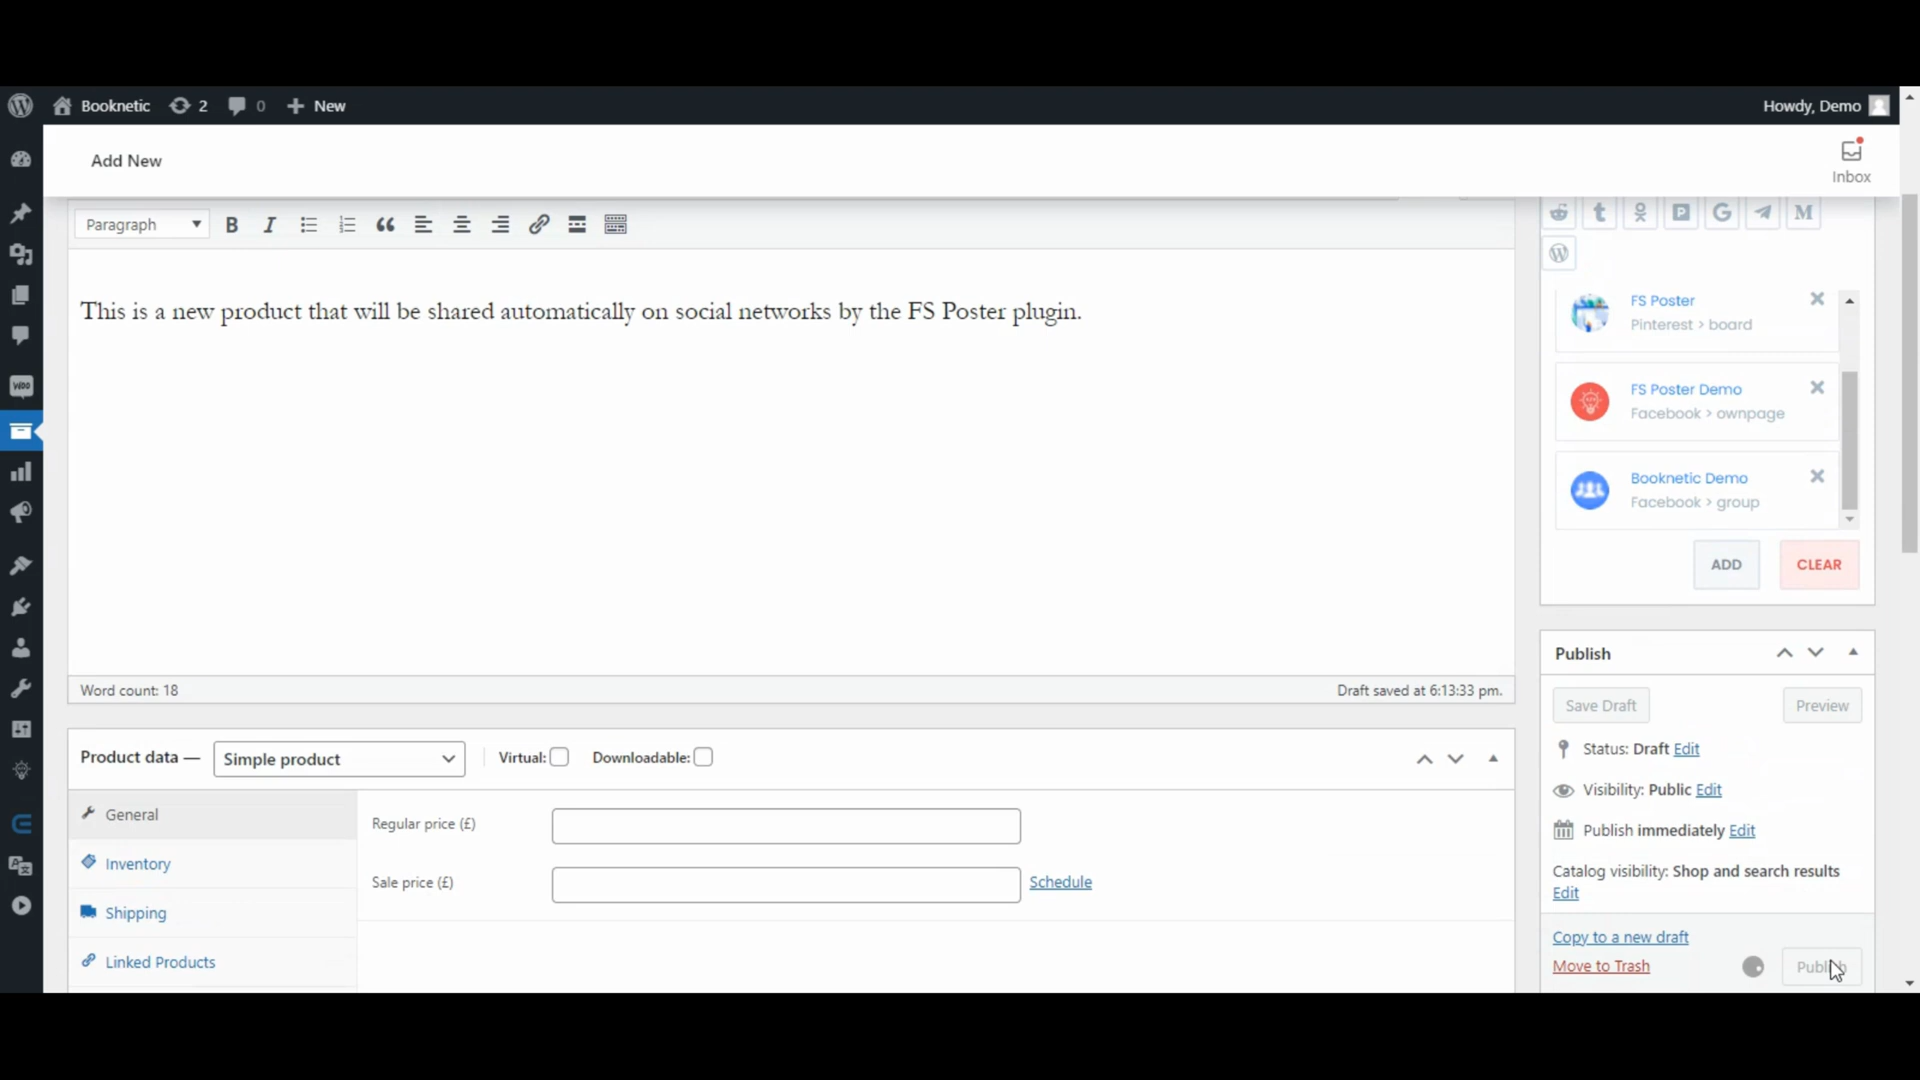 Booknetic 2 0 New Howdy, Demo
Add New
Inbox
Paragraph
FS Poster
Pinterest > board
This is a new product that will be shared automatically on social networks by the FS Poster plugin.
FS Poster Demo
Facebook > ownpage
Booknetic Demo
Facebook > group
ADD CLEAR
Word count: 18 Draft saved at 6:13:33 pm.
Publish
Save Draft Preview
Status: Draft Edit
Visibility: Public Edit
Publish immediately Edit
Catalog visibility: Shop and search results
Edit
Copy to a new draft
Move to Trash Publish
Product data — Simple product Virtual: Downloadable:
General
Inventory
Shipping
Linked Products
Regular price (£)
Sale price (£) Schedule